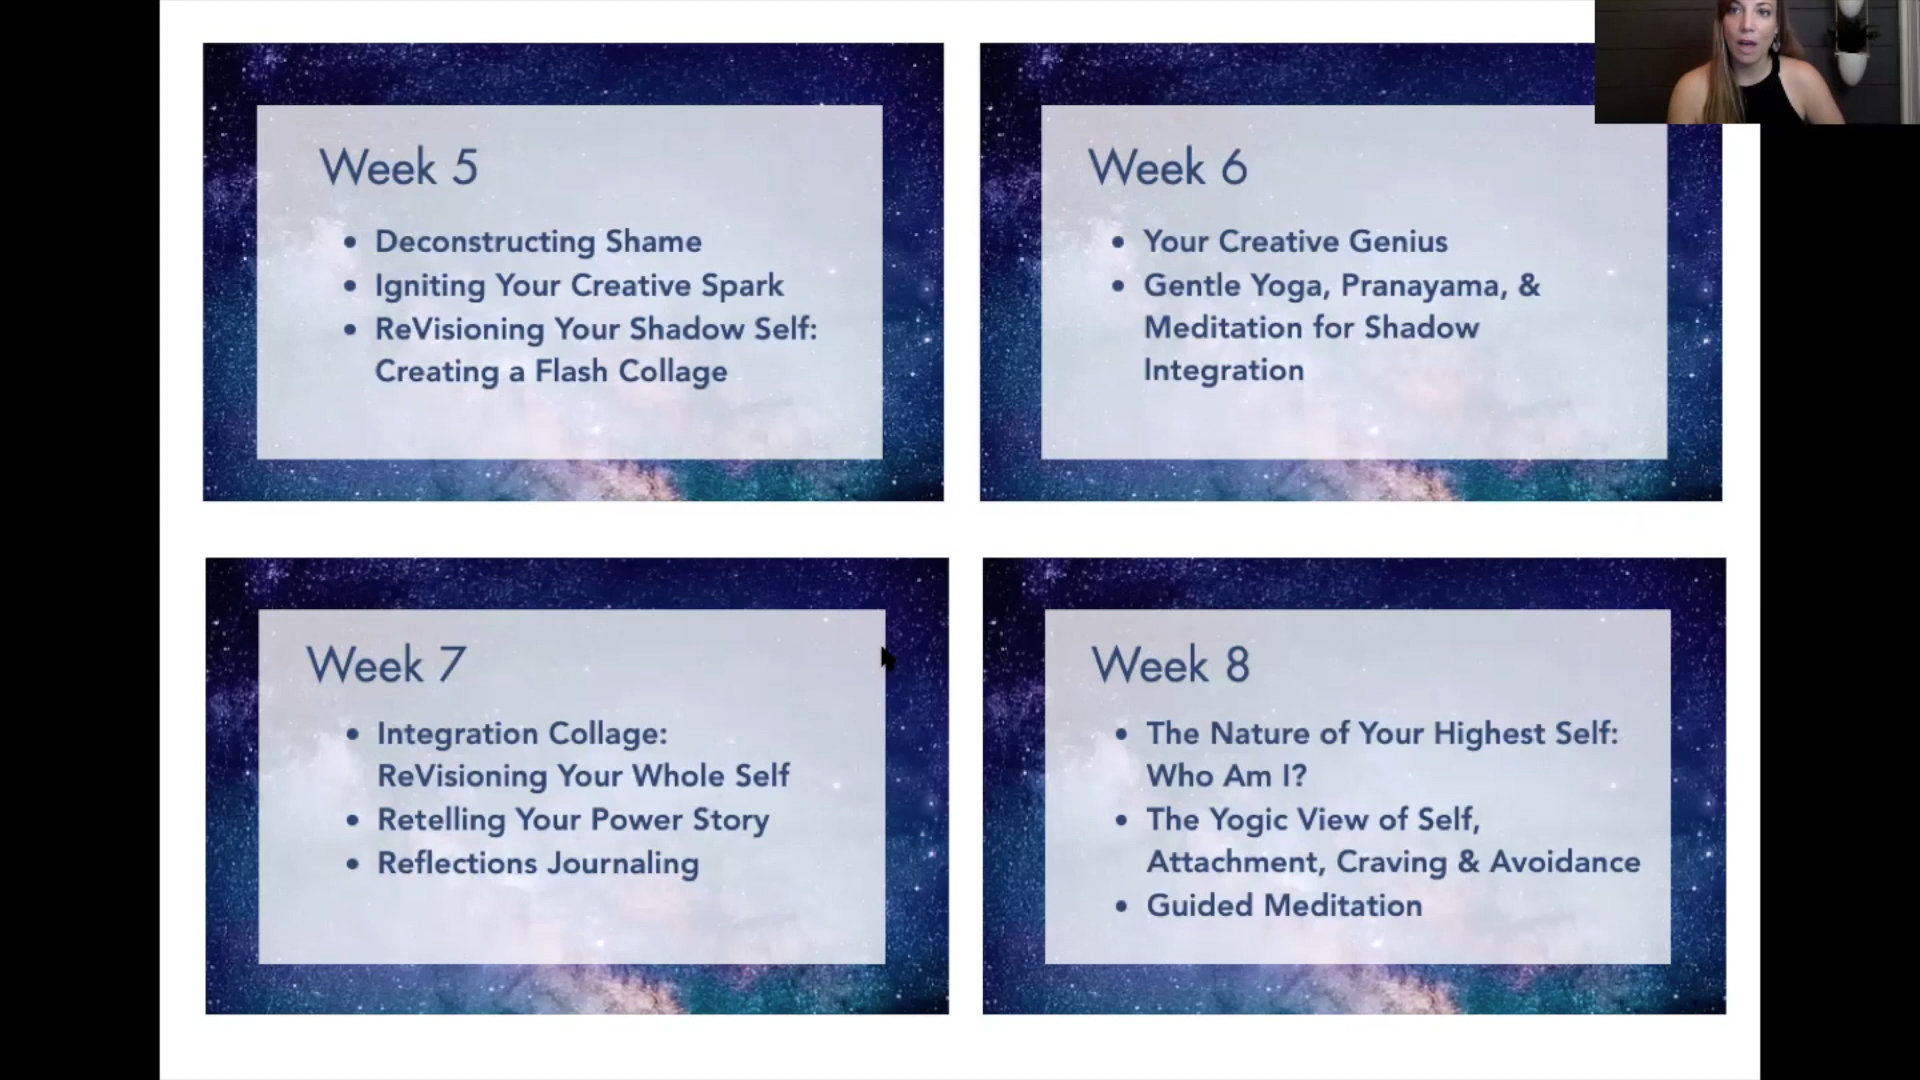 Week 5
• Deconstructing Shame
• Igniting Your Creative Spark
• ReVisioning Your Shadow Self:
Creating a Flash Collage
Week 6
• Your Creative Genius
• Gentle Yoga, Pranayama, &
Meditation for Shadow
Integration
Week 7
• Integration Collage:
ReVisioning Your Whole Self
• Retelling Your Power Story
• Reflections Journaling
Week 8
• The Nature of Your Highest Self:
Who Am I?
• The Yogic View of Self,
Attachment, Craving & Avoidance
• Guided Meditation